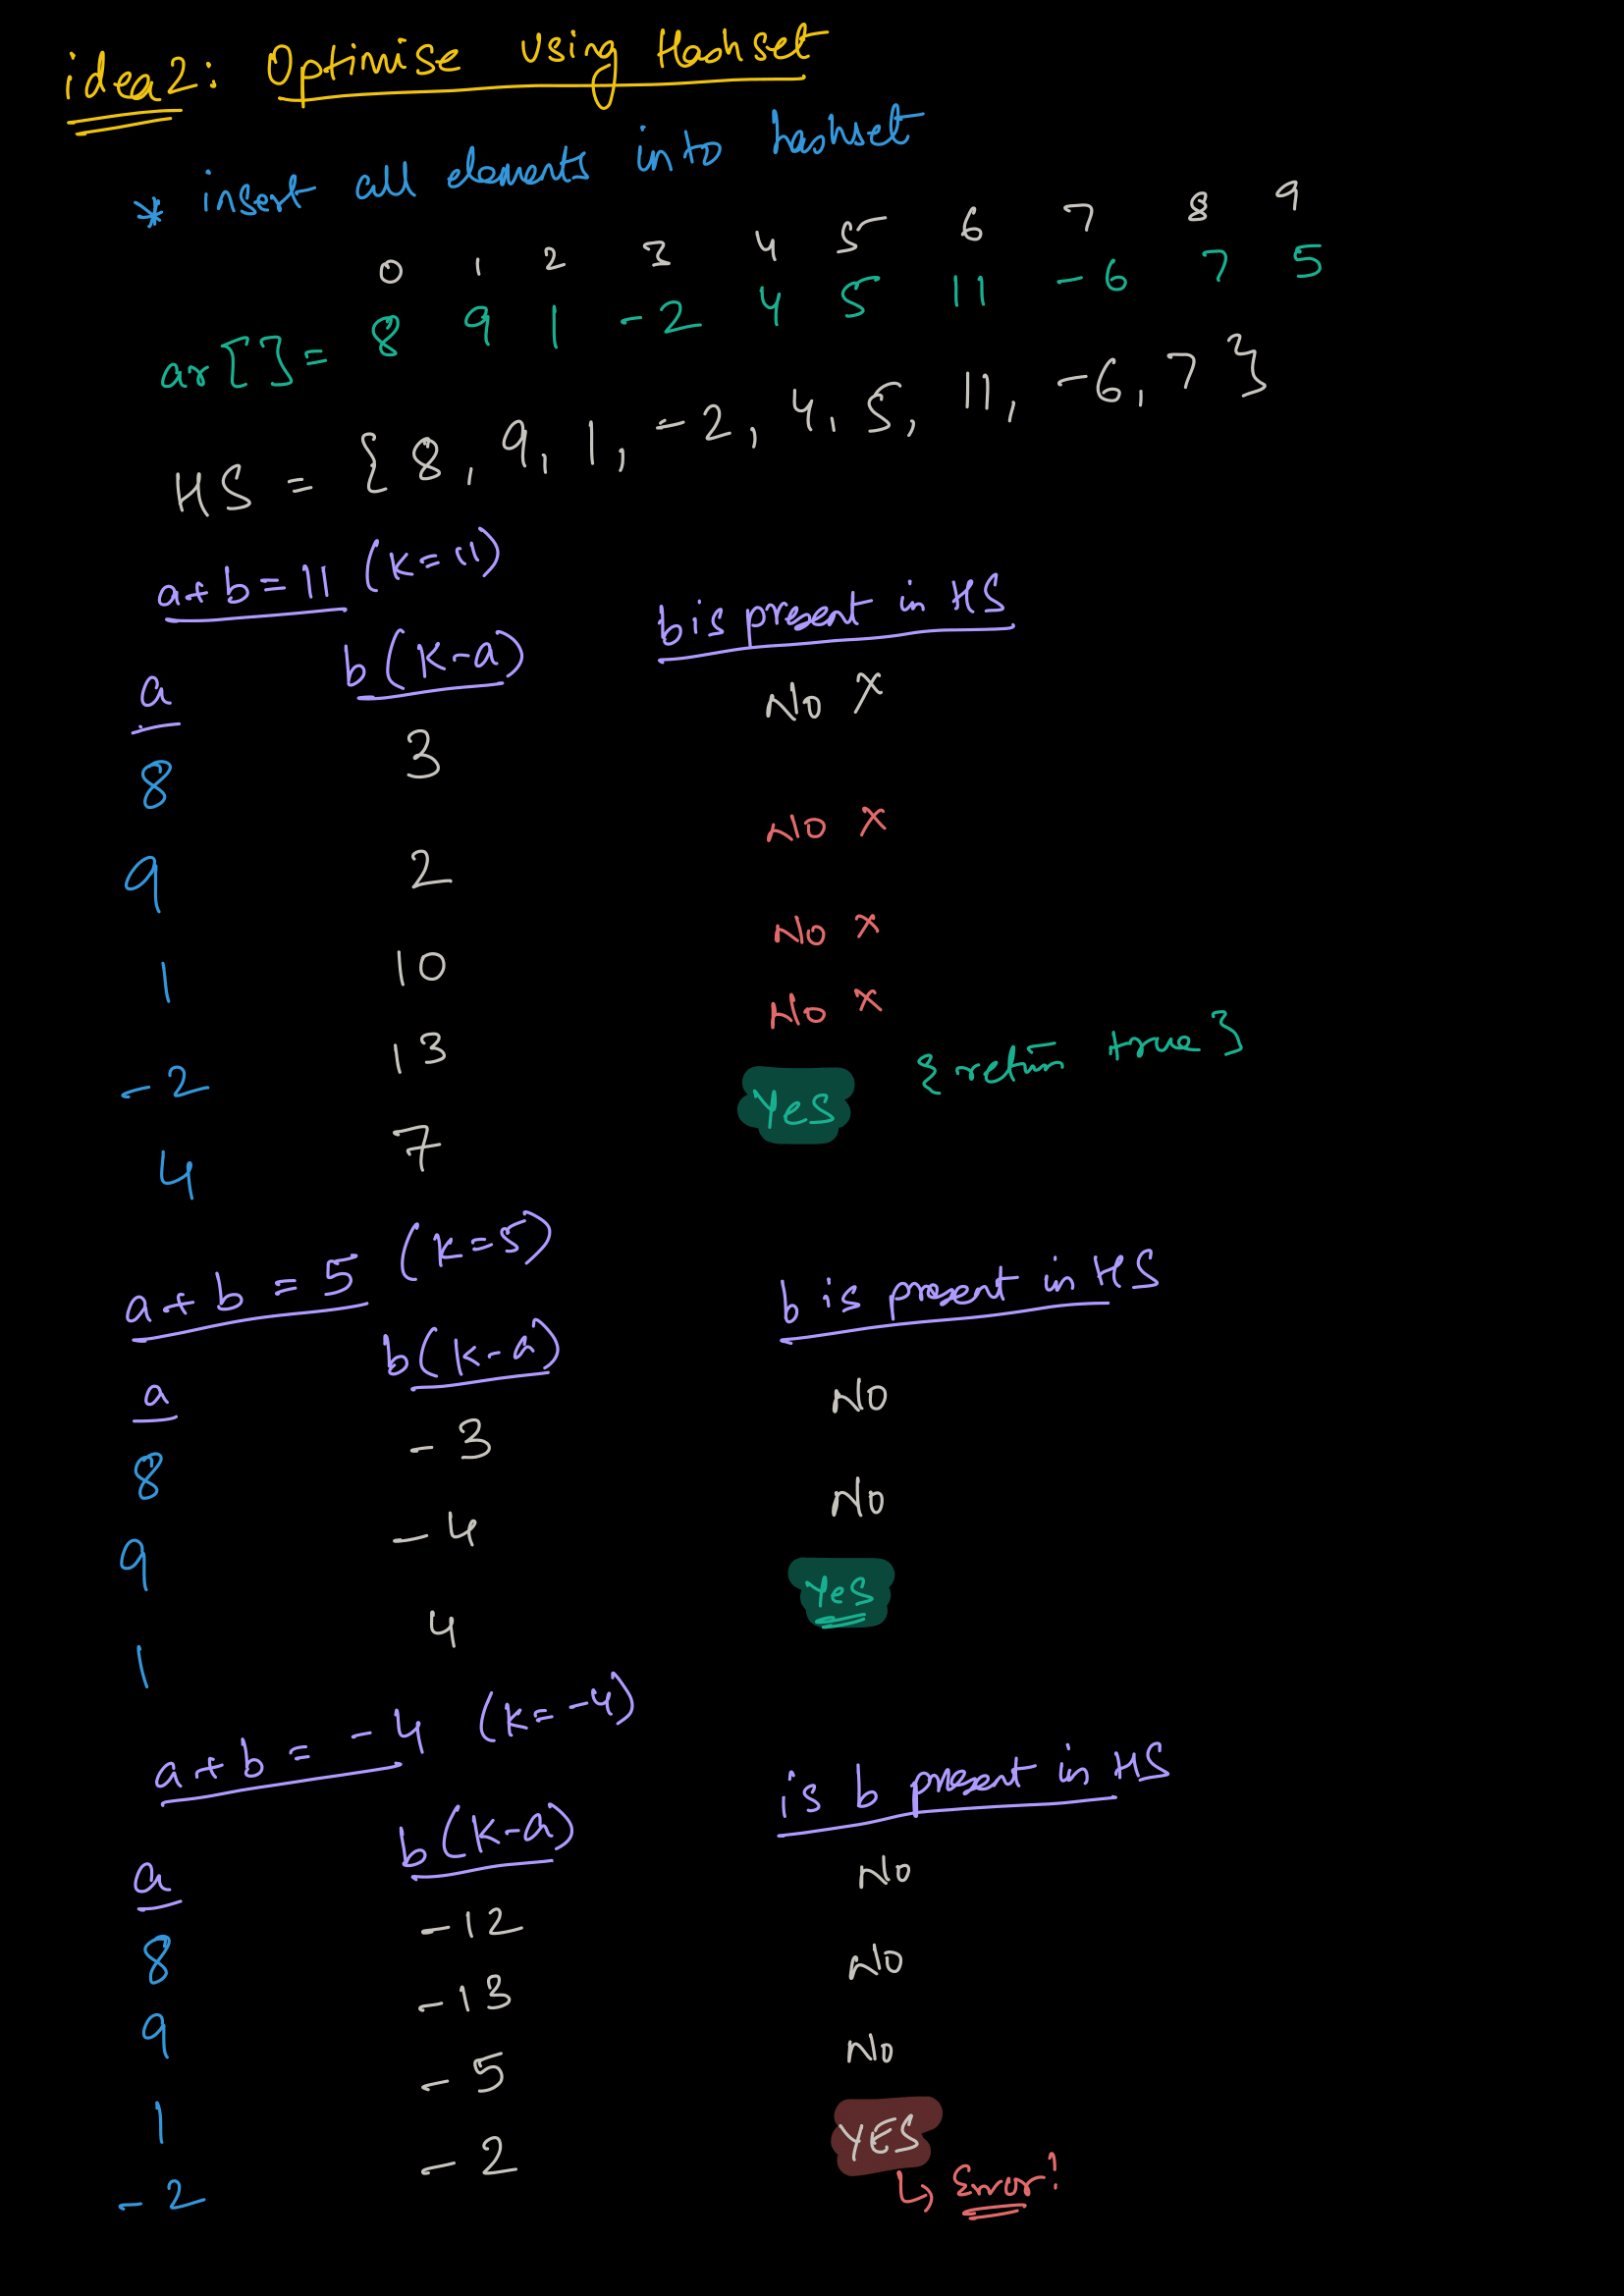 idea2: Optimise Using Hashset
* insert all elements into hashset
0 1 2 3 4 5 6 7 8 9
ar[]= 8 9 1 -2 4 5 11 -6 7 5
HS = {8, 9, 1, -2, 4, 5, 11, -6, 7}
a+b=11 (K=11)
a b(K-a) b is present in HS
8 3 No x
9 2 No x
1 10 No x
-2 13 No x
4 7 Yes {return true}
a+b = 5 (K=5)
a b(K-a) b is present in HS
8 -3 No
9 -4 No
1 4 Yes
a+b = -4 (K=-4)
a b(K-a) is b present in HS
8 -12 No
9 -13 No
1 -5 No
-2 -2 YES
↳ Error!